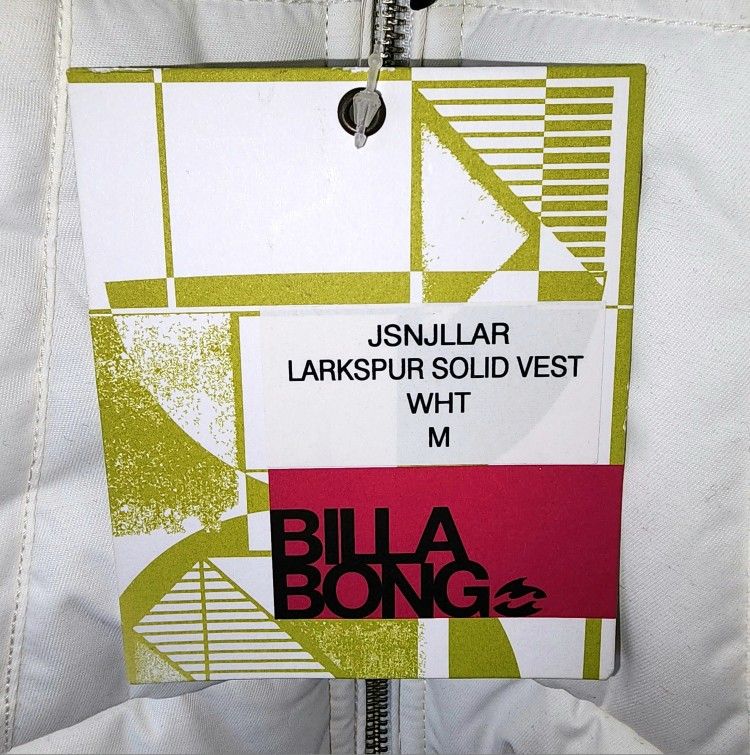 JSNJLLAR
LARKSPUR SOLID VEST
WHT
M
BILLA
BONG